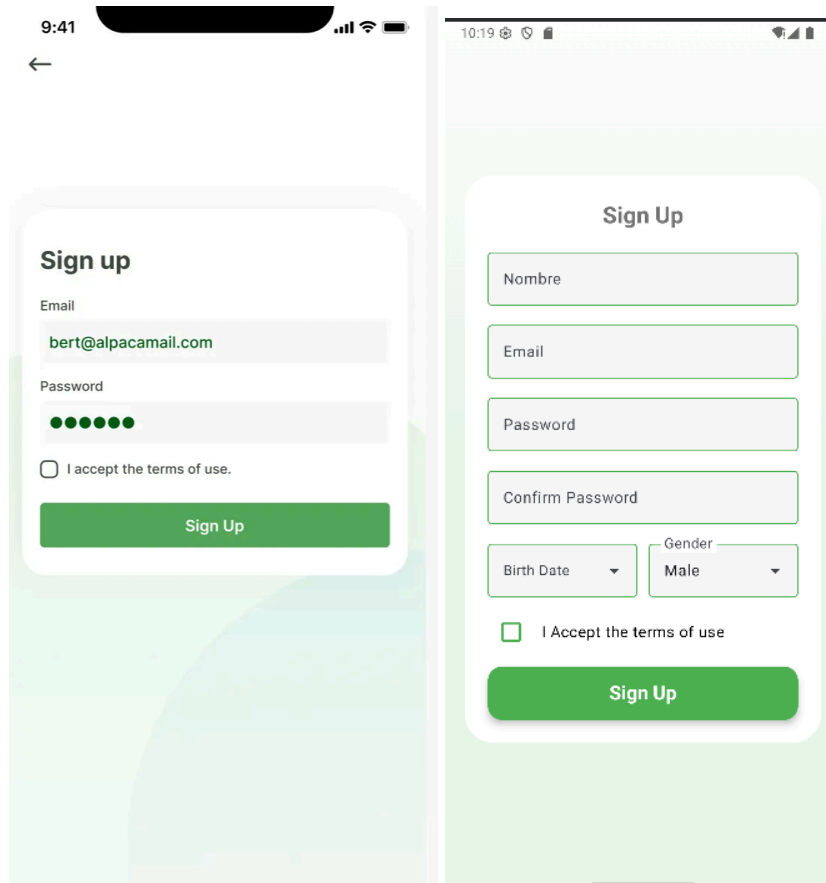 9:41
Sign up
Email
bert@alpacamail.com
Password
I accept the terms of use.
Sign Up
10:19
Sign Up
Nombre
Email
Password
Confirm Password
Gender
Birth Date
Male
I Accept the terms of use
Sign Up